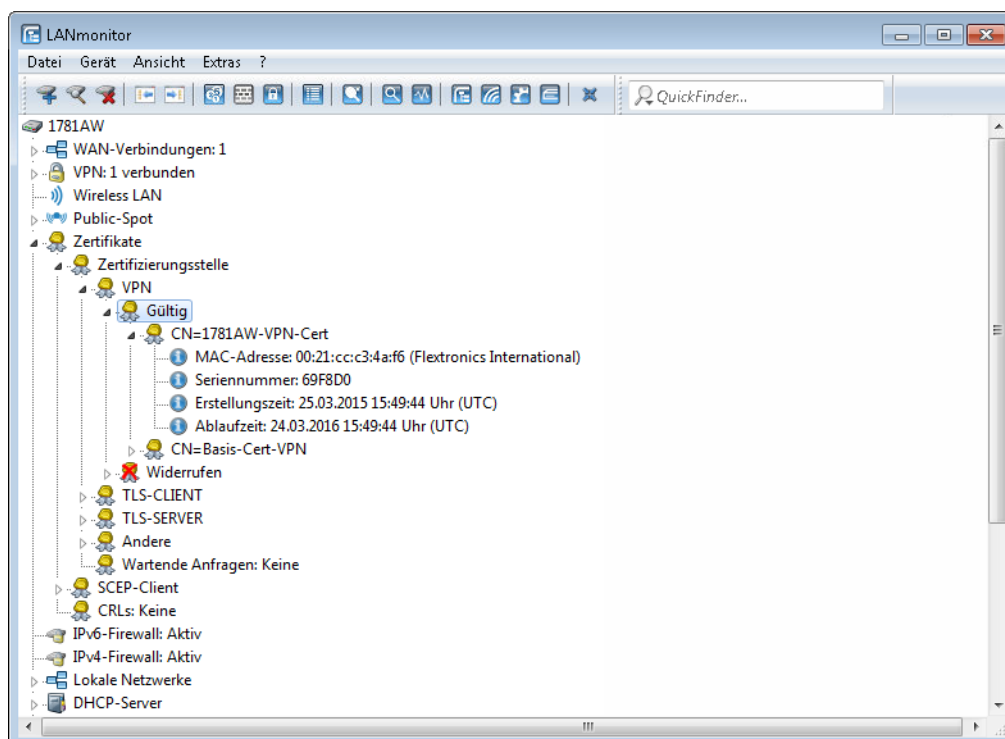 LANmonitor
Datei Gerät Ansicht Extras ?
QuickFinder...
1781AW
WAN-Verbindungen: 1
VPN: 1 verbunden
Wireless LAN
Public-Spot
Zertifikate
Zertifizierungsstelle
VPN
Gültig
CN=1781AW-VPN-Cert
MAC-Adresse: 00:21:cc:c3:4a:f6 (Flextronics International)
Seriennummer: 69F8D0
Erstellungszeit: 25.03.2015 15:49:44 Uhr (UTC)
Ablaufzeit: 24.03.2016 15:49:44 Uhr (UTC)
CN=Basis-Cert-VPN
Widerrufen
TLS-CLIENT
TLS-SERVER
Andere
Wartende Anfragen: Keine
SCEP-Client
CRLs: Keine
IPv6-Firewall: Aktiv
IPv4-Firewall: Aktiv
Lokale Netzwerke
DHCP-Server